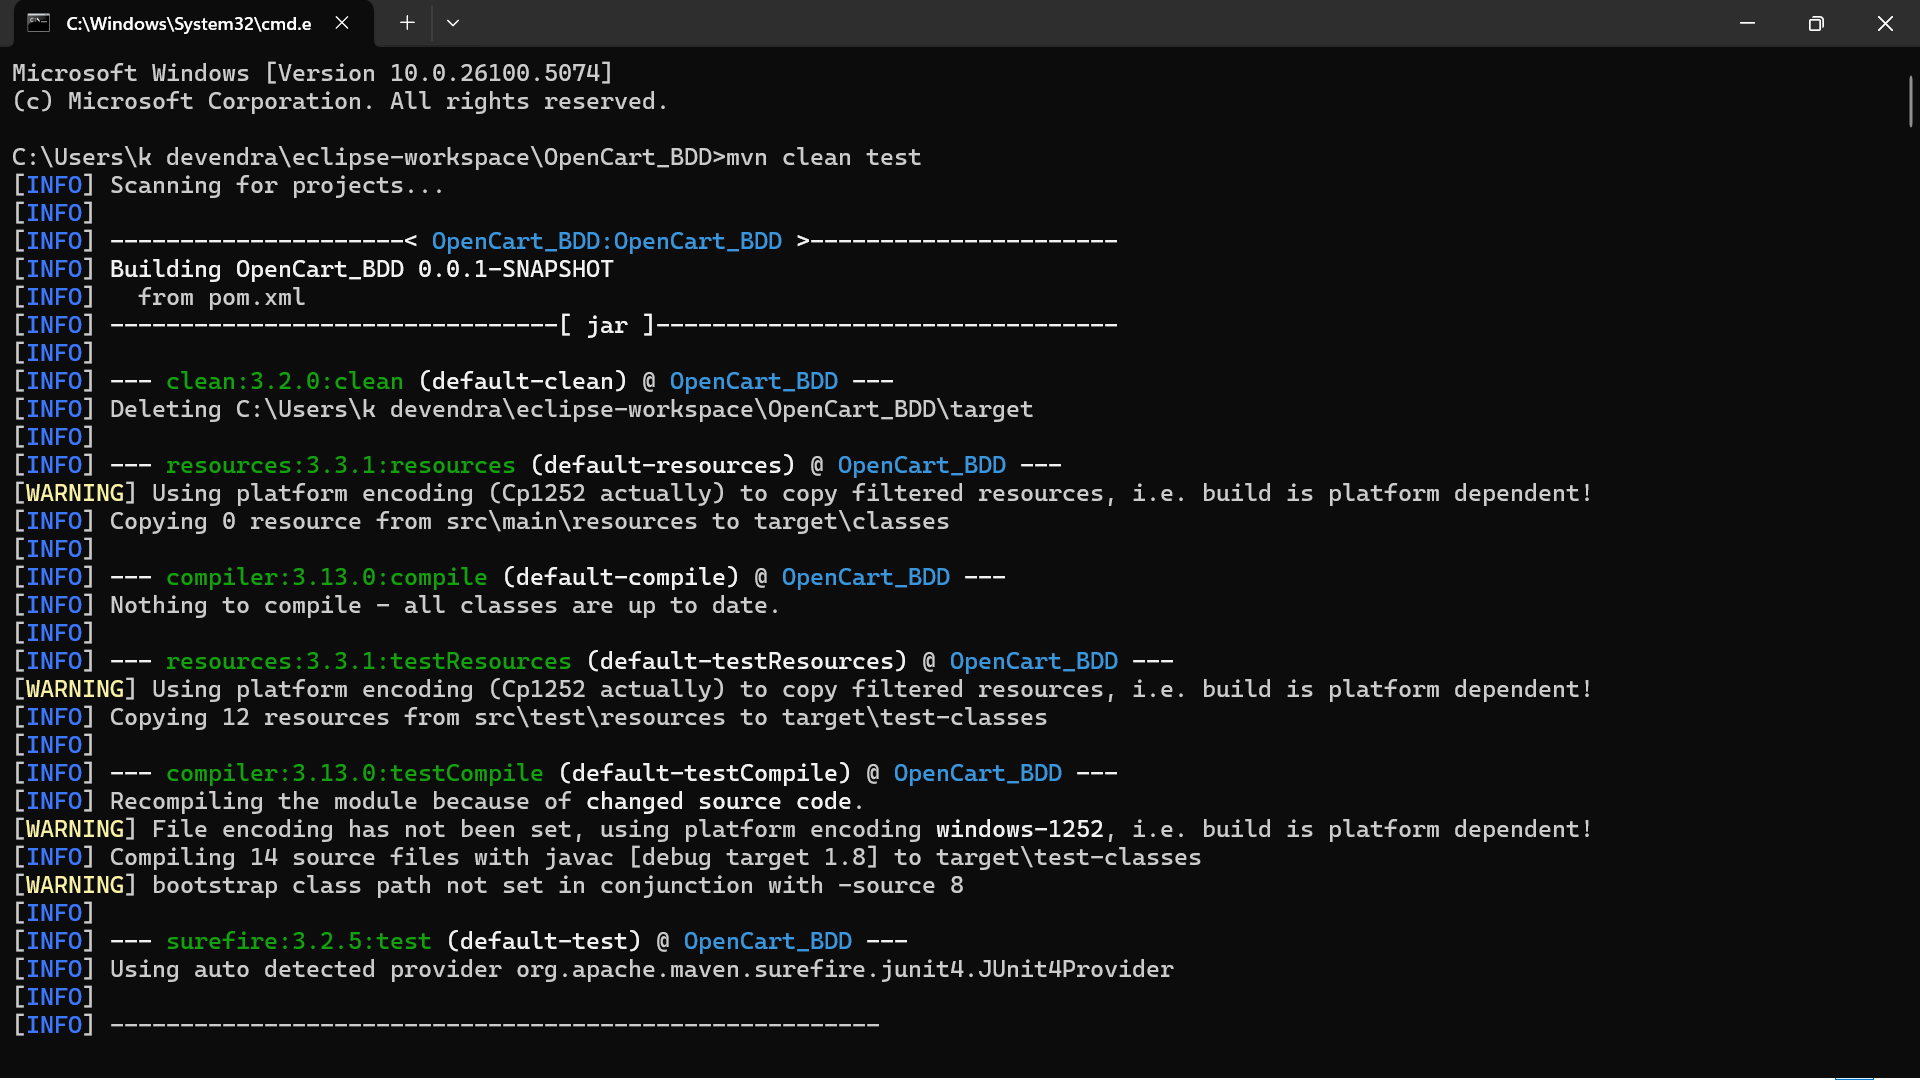 C:\Windows\System32\cmd.e
Microsoft Windows [Version 10.0.26100.5074]
(c) Microsoft Corporation. All rights reserved.
C:\Users\k devendra\eclipse-workspace\OpenCart_BDD>mvn clean test
[INFO] Scanning for projects...
[INFO]
[INFO] ---------------------< OpenCart_BDD:OpenCart_BDD >----------------------
[INFO] Building OpenCart_BDD 0.0.1-SNAPSHOT
[INFO]   from pom.xml
[INFO] --------------------------------[ jar ]---------------------------------
[INFO]
[INFO] --- clean:3.2.0:clean (default-clean) @ OpenCart_BDD ---
[INFO] Deleting C:\Users\k devendra\eclipse-workspace\OpenCart_BDD\target
[INFO]
[INFO] --- resources:3.3.1:resources (default-resources) @ OpenCart_BDD ---
[WARNING] Using platform encoding (Cp1252 actually) to copy filtered resources, i.e. build is platform dependent!
[INFO] Copying 0 resource from src\main\resources to target\classes
[INFO]
[INFO] --- compiler:3.13.0:compile (default-compile) @ OpenCart_BDD ---
[INFO] Nothing to compile - all classes are up to date.
[INFO]
[INFO] --- resources:3.3.1:testResources (default-testResources) @ OpenCart_BDD ---
[WARNING] Using platform encoding (Cp1252 actually) to copy filtered resources, i.e. build is platform dependent!
[INFO] Copying 12 resources from src\test\resources to target\test-classes
[INFO]
[INFO] --- compiler:3.13.0:testCompile (default-testCompile) @ OpenCart_BDD ---
[INFO] Recompiling the module because of changed source code.
[WARNING] File encoding has not been set, using platform encoding windows-1252, i.e. build is platform dependent!
[INFO] Compiling 14 source files with javac [debug target 1.8] to target\test-classes
[WARNING] bootstrap class path not set in conjunction with -source 8
[INFO]
[INFO] --- surefire:3.2.5:test (default-test) @ OpenCart_BDD ---
[INFO] Using auto detected provider org.apache.maven.surefire.junit4.JUnit4Provider
[INFO]
[INFO] -------------------------------------------------------